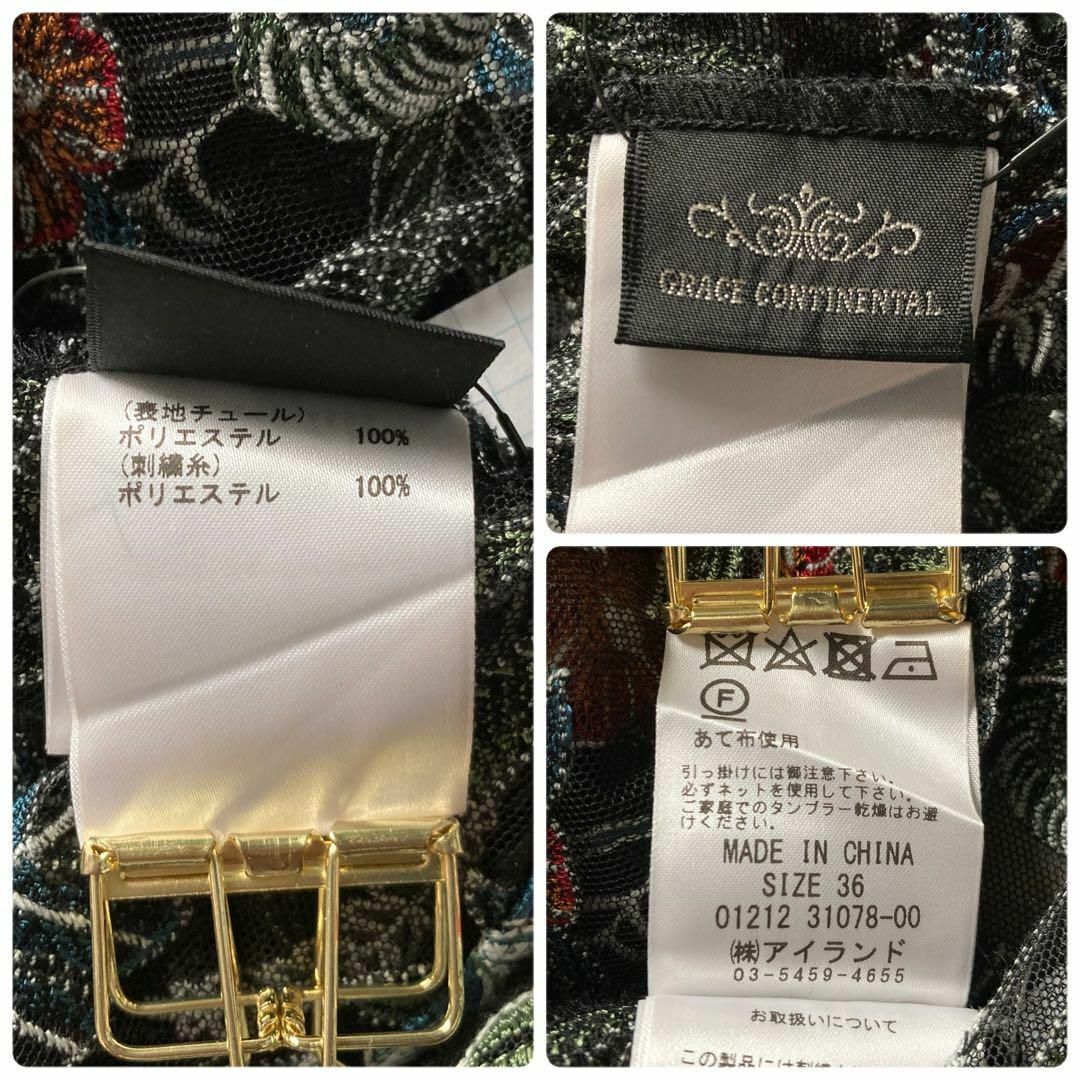 (表地チュール)
ポリエステル 100%
(刺繍糸)
ポリエステル 100%
GRACE CONTINENTAL
F
あて布使用
引っ掛けには御注意下さい。
必ずネットを使用して下さい。
ご家庭でのタンブラー乾燥はお避
けください。
MADE IN CHINA
SIZE 36
01212 31078-00
㈱アイランド
03-5459-4655
お取扱いについて
この製品には刺繍